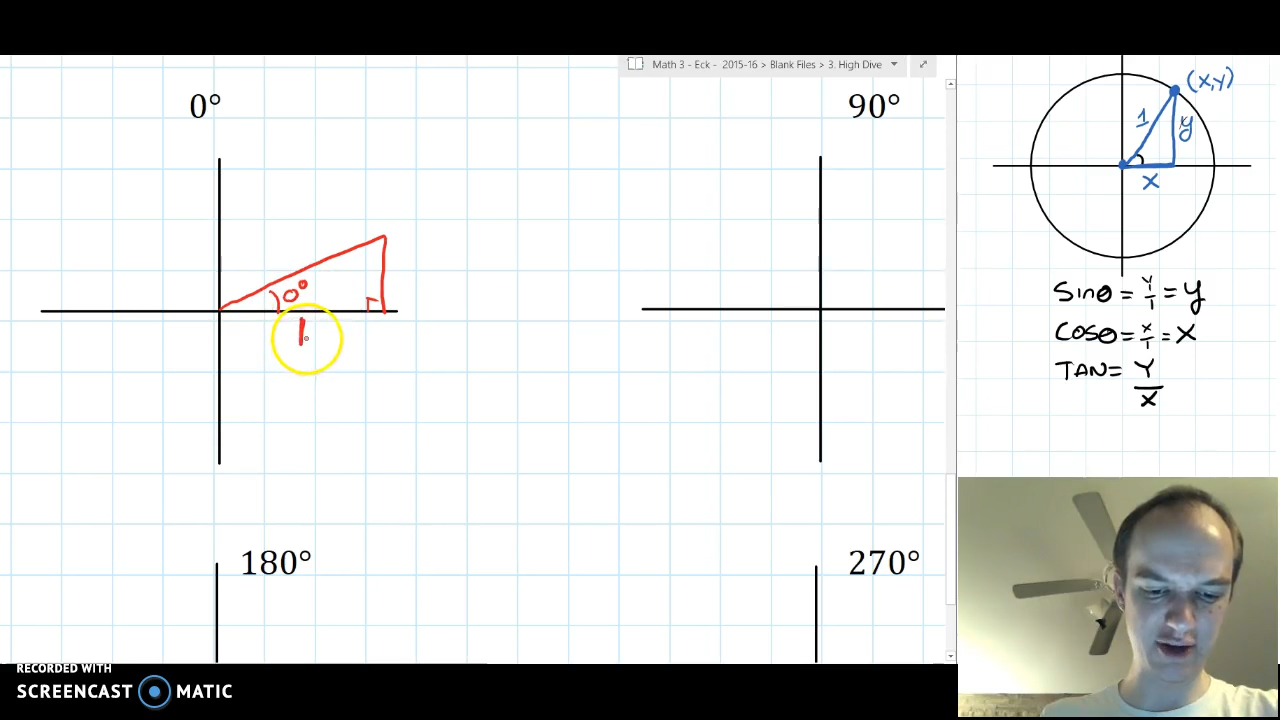 Math 3 - Eck - 2015-16 > Blank Files > 3. High Dive
0°
90°
0°
1
180°
270°
(x,y)
1
y
x
Sinθ = y/1 = y
Cosθ = x/1 = x
TAN = Y/X
RECORDED WITH
SCREENCAST MATIC